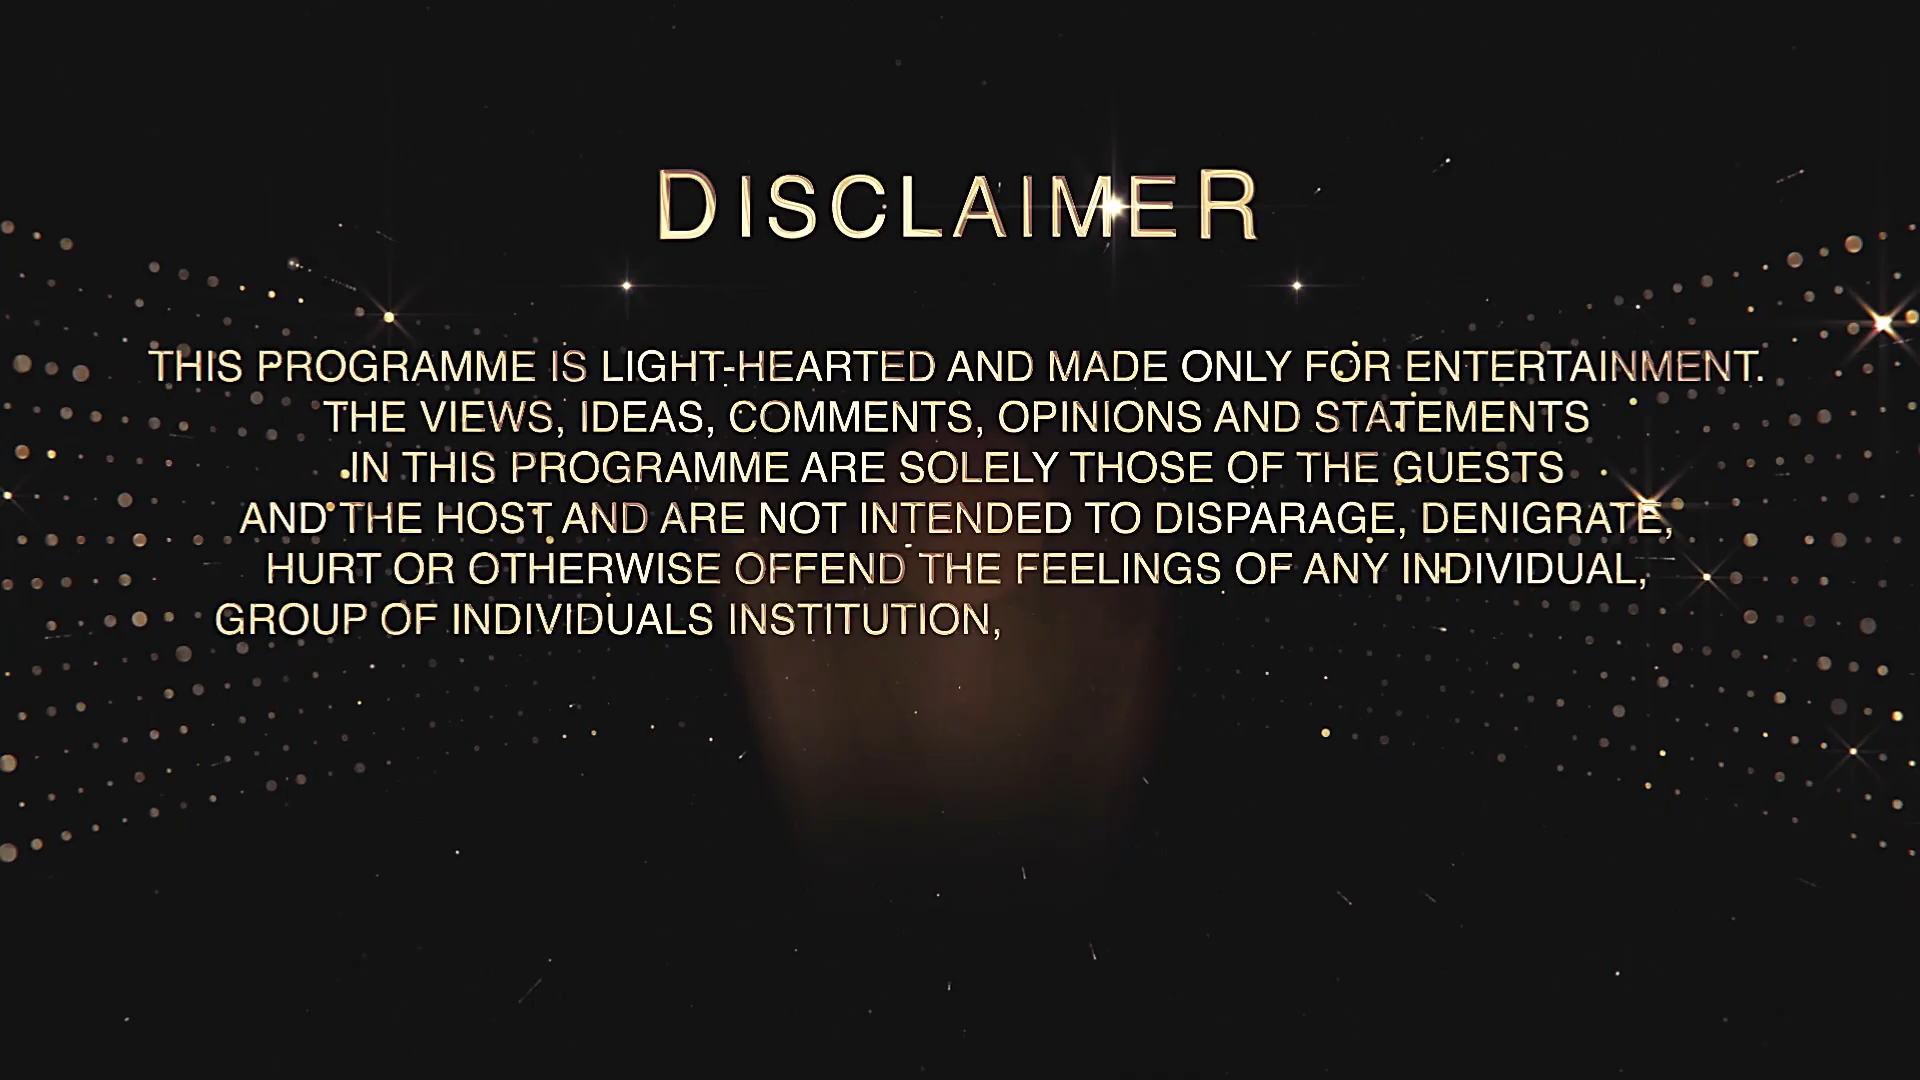 DISCLAIMER
THIS PROGRAMME IS LIGHT-HEARTED AND MADE ONLY FOR ENTERTAINMENT.
THE VIEWS, IDEAS, COMMENTS, OPINIONS AND STATEMENTS
IN THIS PROGRAMME ARE SOLELY THOSE OF THE GUESTS
AND THE HOST AND ARE NOT INTENDED TO DISPARAGE, DENIGRATE,
HURT OR OTHERWISE OFFEND THE FEELINGS OF ANY INDIVIDUAL,
GROUP OF INDIVIDUALS INSTITUTION,